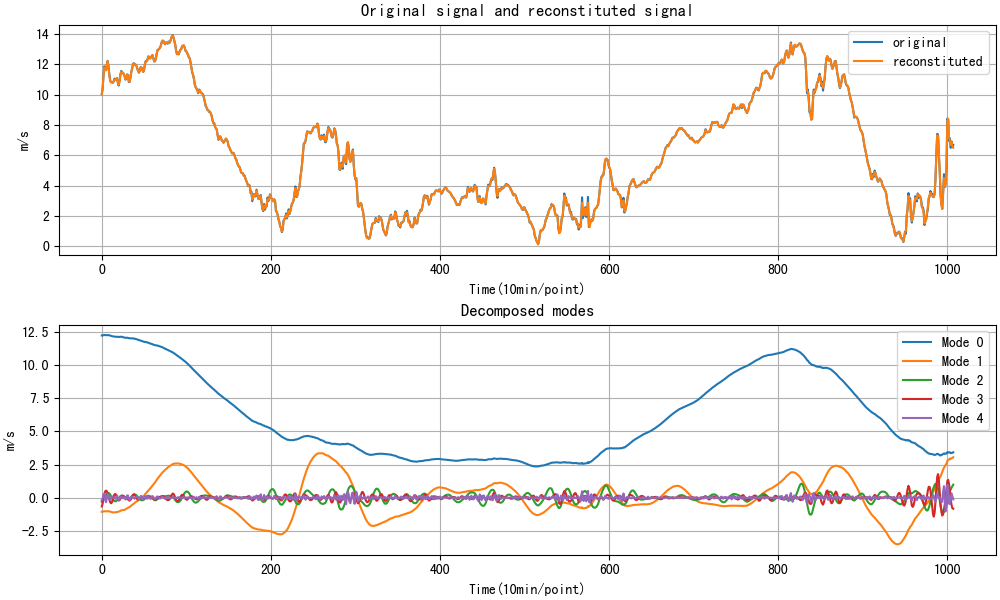 Original signal and reconstituted signal
14
12
10
8
6
4
2
0
m/s
original
reconstituted
0
200
400
600
800
1000
Time(10min/point)
Decomposed modes
12.5
10.0
7.5
5.0
2.5
0.0
-2.5
m/s
Mode 0
Mode 1
Mode 2
Mode 3
Mode 4
0
200
400
600
800
1000
Time(10min/point)